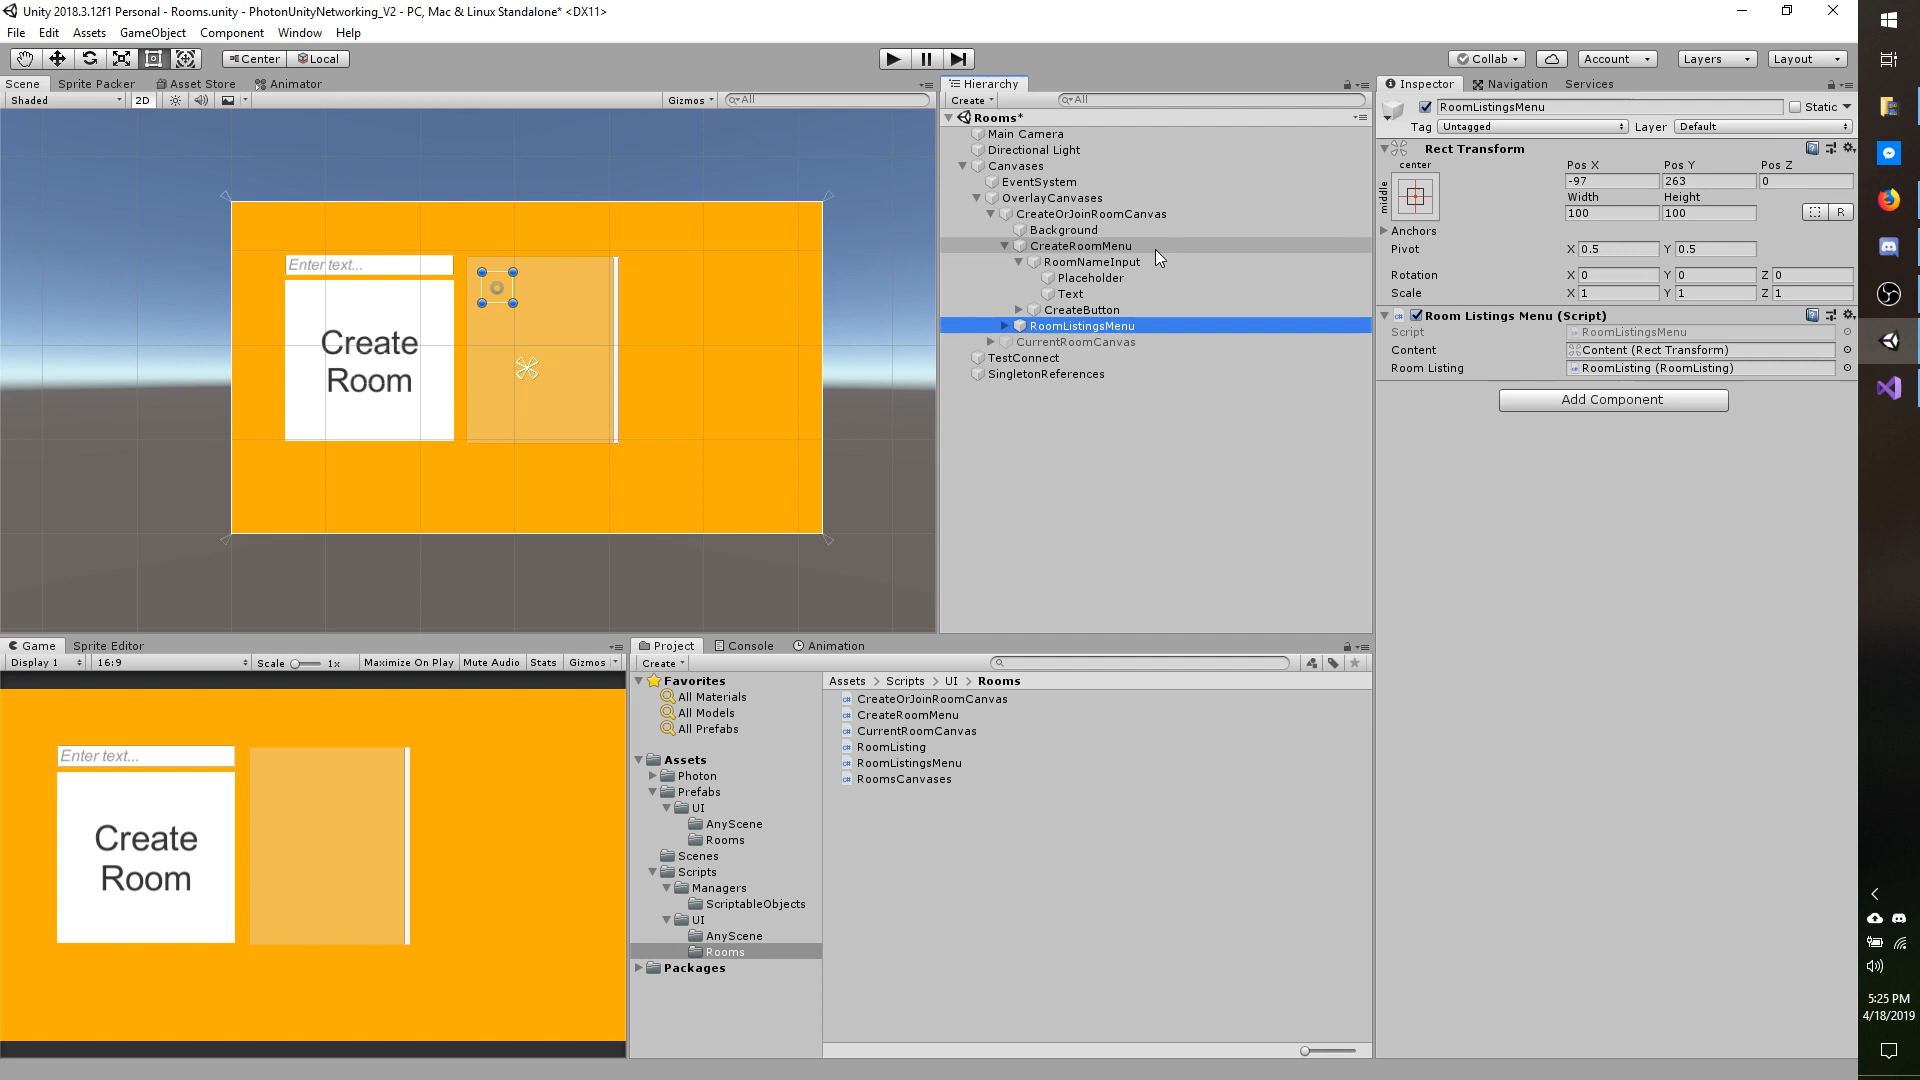 Unity 2018.3.12f1 Personal - Rooms.unity - PhotonUnityNetworking_V2 - PC, Mac & Linux Standalone* <DX11>
File Edit Assets GameObject Component Window Help
Center Local Collab Account Layers Layout
Scene Sprite Packer Asset Store Animator
Shaded 2D Gizmos All
Enter text...
Create
Room
Hierarchy
Create All
Rooms*
Main Camera
Directional Light
Canvases
EventSystem
OverlayCanvases
CreateOrJoinRoomCanvas
Background
CreateRoomMenu
RoomNameInput
Placeholder
Text
CreateButton
RoomListingsMenu
CurrentRoomCanvas
TestConnect
SingletonReferences
Inspector Navigation Services
RoomListingsMenu Static
Tag Untagged Layer Default
Rect Transform
center
middle
Pos X Pos Y Pos Z
-97 263 0
Width Height
100 100 R
Anchors
Pivot X 0.5 Y 0.5
Rotation X 0 Y 0 Z 0
Scale X 1 Y 1 Z 1
Room Listings Menu (Script)
Script RoomListingsMenu
Content Content (Rect Transform)
Room Listing RoomListing (RoomListing)
Add Component
Game Sprite Editor
Display 1 16:9 Scale 1x Maximize On Play Mute Audio Stats Gizmos
Enter text...
Create
Room
Project Console Animation
Create
Favorites
All Materials
All Models
All Prefabs
Assets
Photon
Prefabs
UI
AnyScene
Rooms
Scenes
Scripts
Managers
ScriptableObjects
UI
AnyScene
Rooms
Packages
Assets > Scripts > UI > Rooms
CreateOrJoinRoomCanvas
CreateRoomMenu
CurrentRoomCanvas
RoomListing
RoomListingsMenu
RoomsCanvases
5:25 PM
4/18/2019